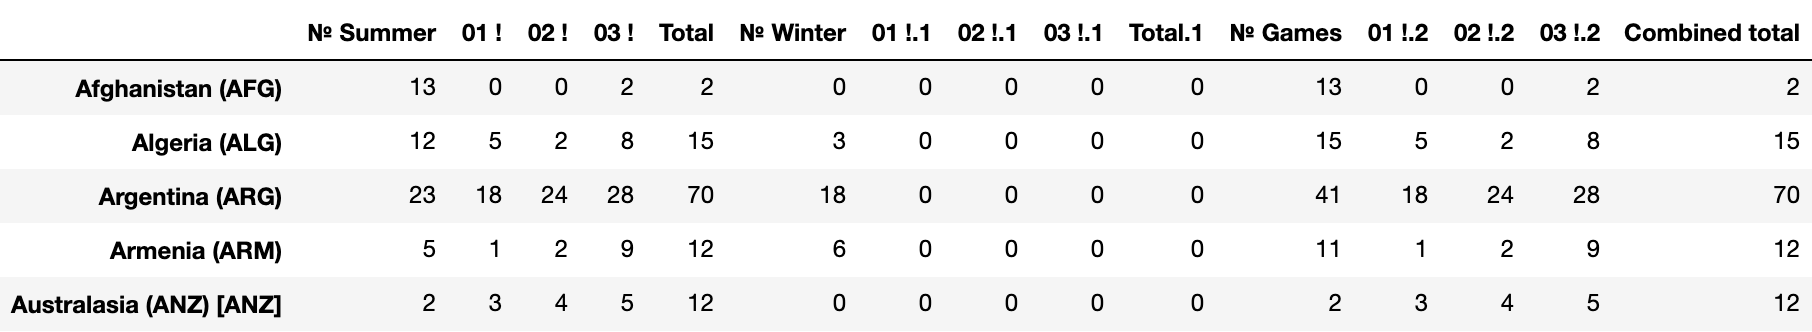 № Summer 01 ! 02 ! 03 ! Total № Winter 01 !.1 02 !.1 03 !.1 Total.1 № Games 01 !.2 02 !.2 03 !.2 Combined total
Afghanistan (AFG) 13 0 0 2 2 0 0 0 0 0 13 0 0 2 2
Algeria (ALG) 12 5 2 8 15 3 0 0 0 0 15 5 2 8 15
Argentina (ARG) 23 18 24 28 70 18 0 0 0 0 41 18 24 28 70
Armenia (ARM) 5 1 2 9 12 6 0 0 0 0 11 1 2 9 12
Australasia (ANZ) [ANZ] 2 3 4 5 12 0 0 0 0 0 2 3 4 5 12